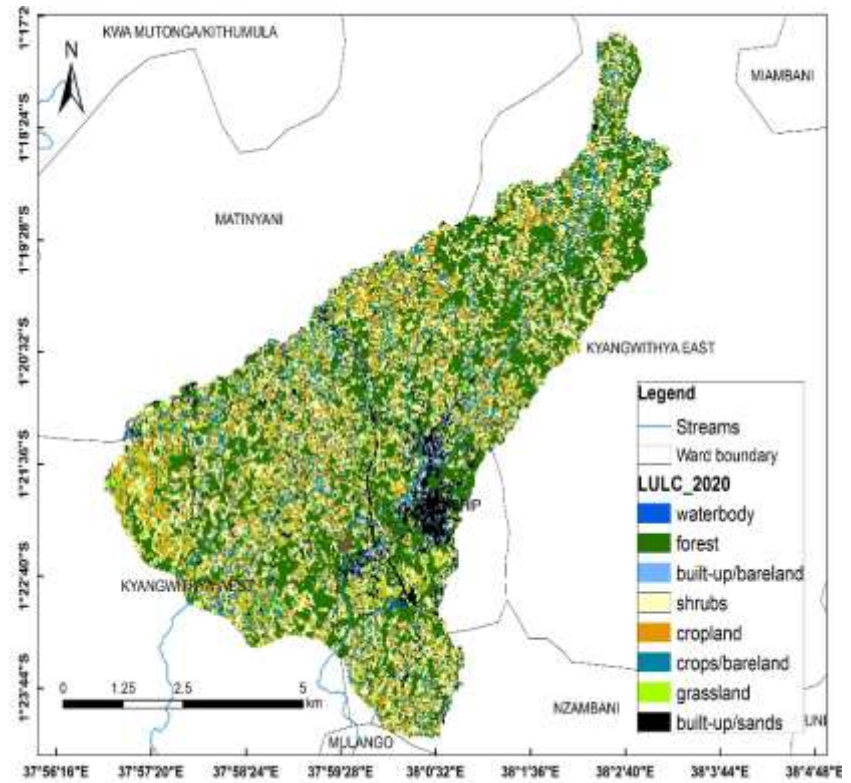 1°17'2
KWA MUTONGA/KITHUMULA
N
MIAMBANI
1°18'24"S
MATINYANI
1°19'28"S
1°20'32"S
KYANGWITHYA EAST
Legend
Streams
Ward boundary
1°21'36"S
LULC_2020
waterbody
forest
built-up/bareland
1°22'40"S
KYANGWITHYA WEST
shrubs
cropland
crops/bareland
1°23'44"S
0 1.25 2.5 5
km
grassland
NZAMBANI
built-up/sands
MULANGO
37°56'16"E 37°57'20"E 37°58'24"E 37°59'28"E 38°0'32"E 38°1'36"E 38°2'40"E 38°3'44"E 38°4'48"E